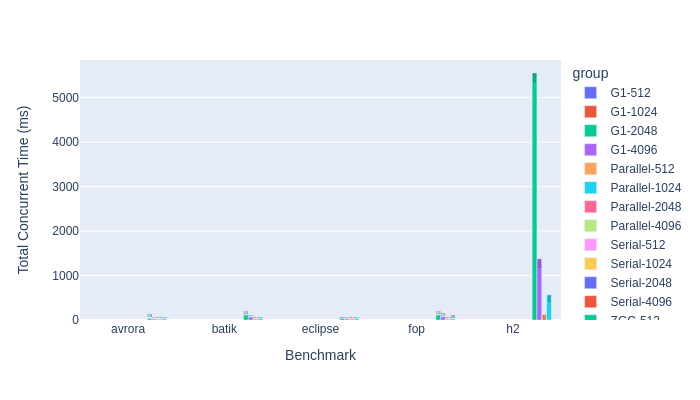 group
G1-512
G1-1024
G1-2048
G1-4096
Parallel-512
Parallel-1024
Parallel-2048
Parallel-4096
Serial-512
Serial-1024
Serial-2048
Serial-4096
ZGC-512
5000
4000
3000
2000
1000
0
Total Concurrent Time (ms)
avrora
batik
eclipse
fop
h2
Benchmark